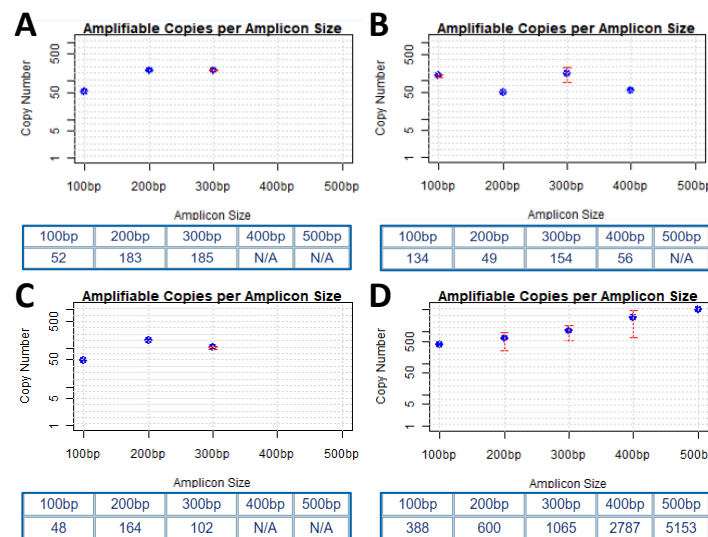 A
Amplifiable Copies per Amplicon Size
Copy Number
500
50
5
1
100bp 200bp 300bp 400bp 500bp
Amplicon Size
100bp 200bp 300bp 400bp 500bp
52 183 185 N/A N/A
B
Amplifiable Copies per Amplicon Size
Copy Number
500
50
5
1
100bp 200bp 300bp 400bp 500bp
Amplicon Size
100bp 200bp 300bp 400bp 500bp
134 49 154 56 N/A
C
Amplifiable Copies per Amplicon Size
Copy Number
500
50
5
1
100bp 200bp 300bp 400bp 500bp
Amplicon Size
100bp 200bp 300bp 400bp 500bp
48 164 102 N/A N/A
D
Amplifiable Copies per Amplicon Size
Copy Number
500
50
5
1
100bp 200bp 300bp 400bp 500b
Amplicon Size
100bp 200bp 300bp 400bp 500bp
388 600 1065 2787 5153